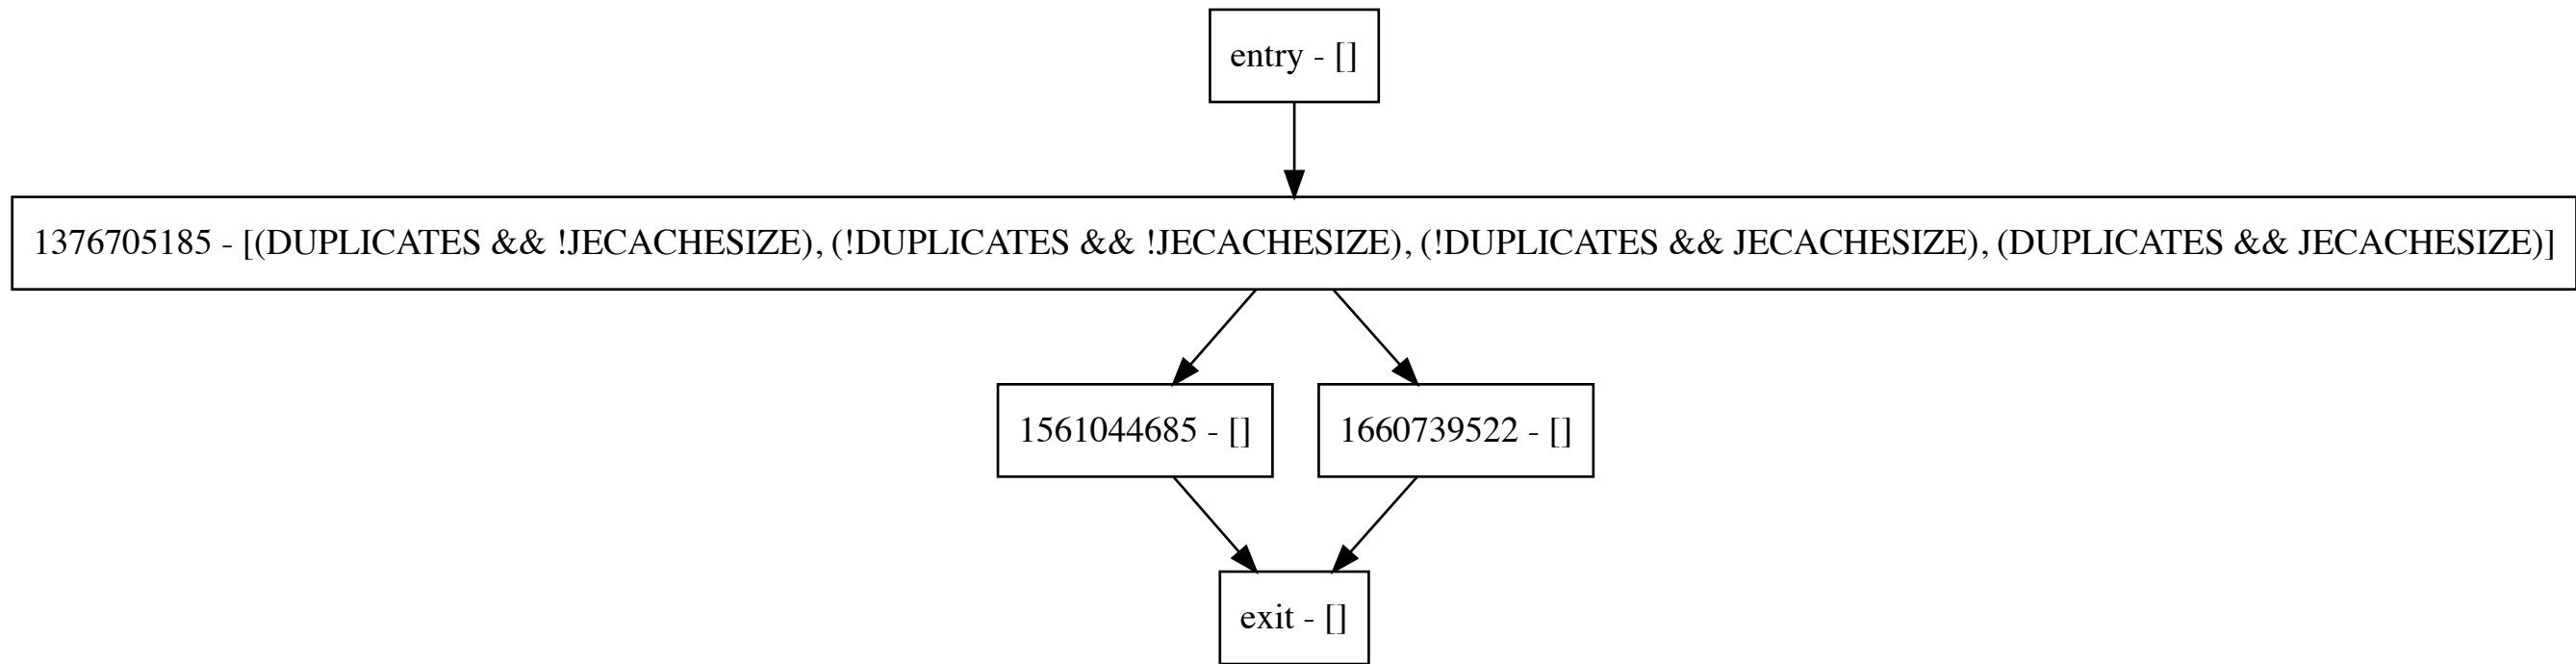 entry - []
1376705185 - [(DUPLICATES && !JECACHESIZE), (!DUPLICATES && !JECACHESIZE), (!DUPLICATES && JECACHESIZE), (DUPLICATES && JECACHESIZE)]
1561044685 - []
1660739522 - []
exit - []